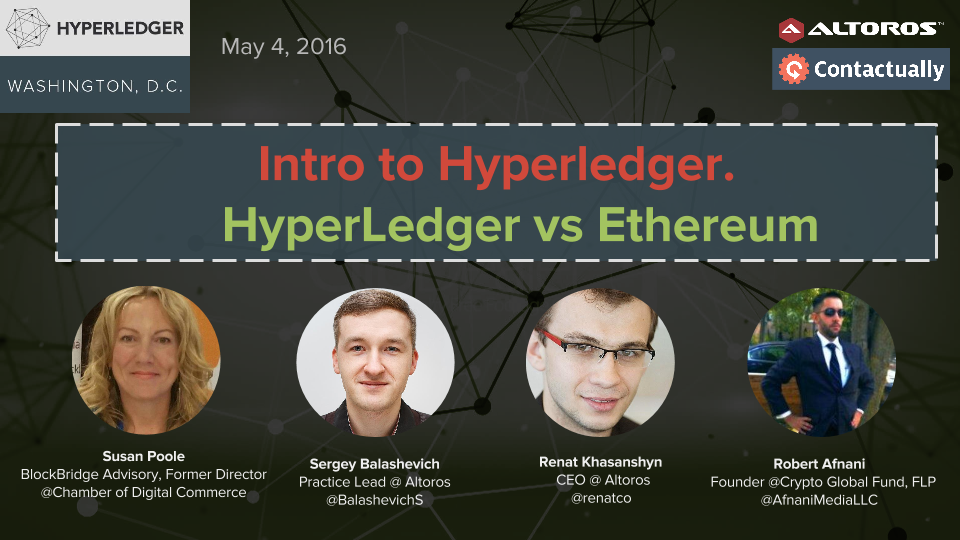 HYPERLEDGER
WASHINGTON, D.C.
May 4, 2016
ALTOROS™
Contactually
Intro to Hyperledger.
HyperLedger vs Ethereum
Susan Poole
BlockBridge Advisory, Former Director
@Chamber of Digital Commerce
Sergey Balashevich
Practice Lead @ Altoros
@BalashevichS
Renat Khasanshyn
CEO @ Altoros
@renatco
Robert Afnani
Founder @Crypto Global Fund, FLP
@AfnaniMediaLLC